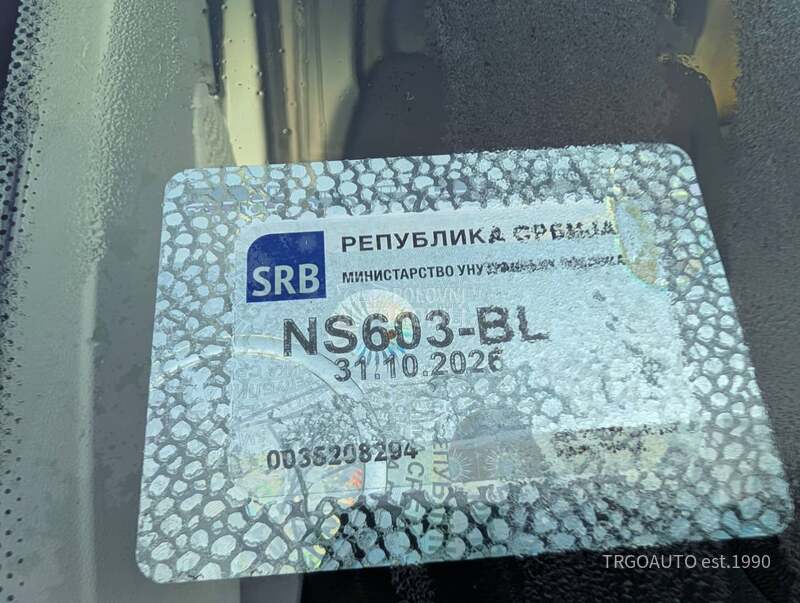 SRB
РЕПУБЛИКА СРБИЈА
МИНИСТАРСТВО УНУТРАШЊИХ ПОСЛОВА
NS603-BL
31.10.2026
0036208294
TRGOAUTO est.1990